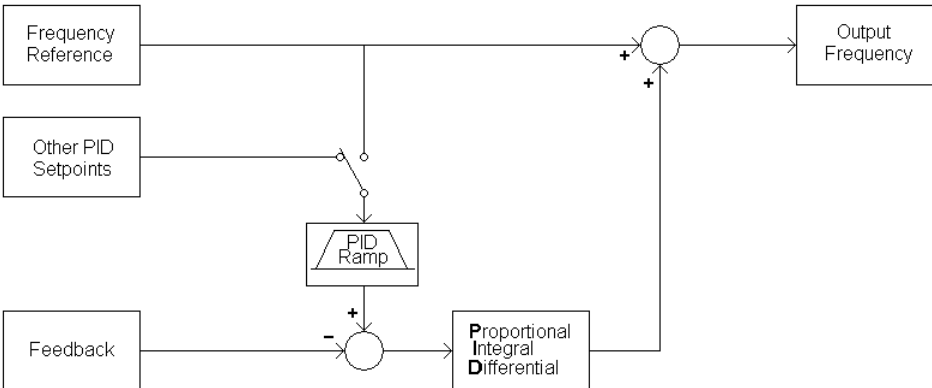 Frequency
Reference
Output
Frequency
+
+
Other PID
Setpoints
PID
Ramp
+
−
Feedback
Proportional
Integral
Differential